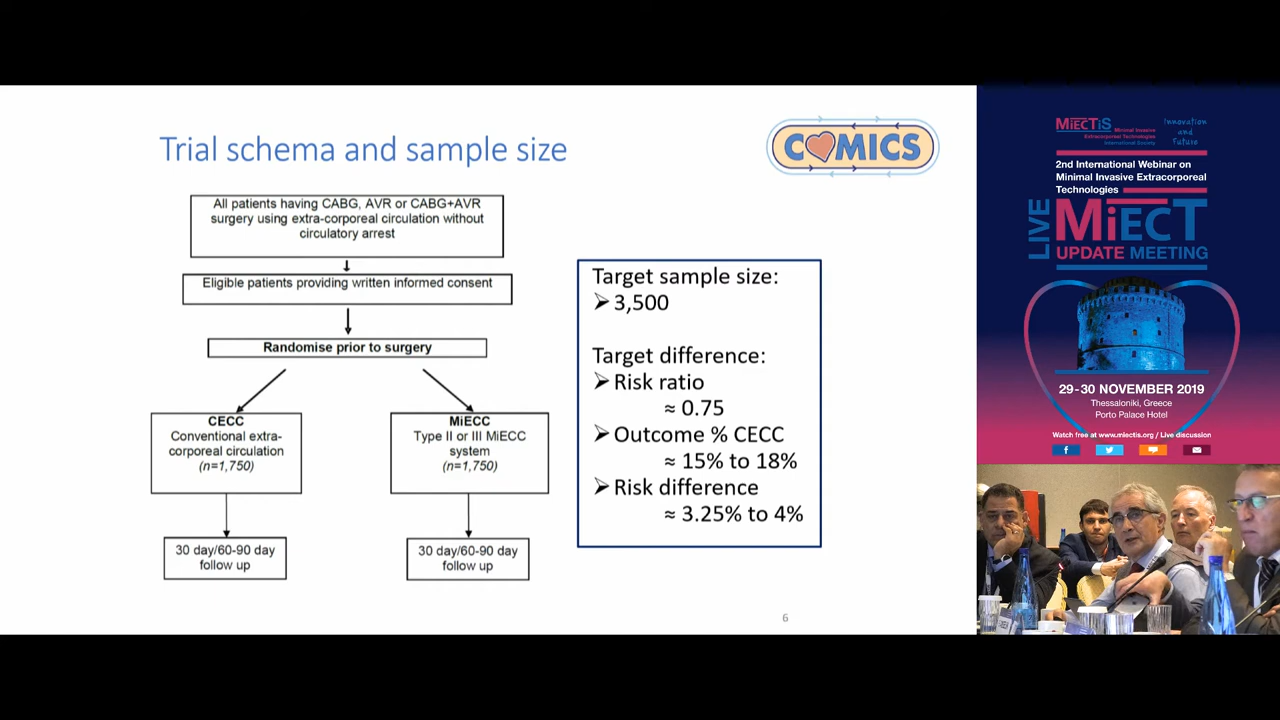 Trial schema and sample size
COMICS
All patients having CABG, AVR or CABG+AVR
surgery using extra-corporeal circulation without
circulatory arrest
Eligible patients providing written informed consent
Randomise prior to surgery
CECC
Conventional extra-
corporeal circulation
(n=1,750)
MiECC
Type II or III MiECC
system
(n=1,750)
30 day/60-90 day
follow up
30 day/60-90 day
follow up
Target sample size:
➢ 3,500
Target difference:
➢ Risk ratio
≈ 0.75
➢ Outcome % CECC
≈ 15% to 18%
➢ Risk difference
≈ 3.25% to 4%
6
MiECTiS
Minimal Invasive
Extracorporeal Technologies
International Society
Innovation
and
Future
2nd International Webinar on
Minimal Invasive Extracorporeal
Technologies
LIVE
MiECT
UPDATE MEETING
29-30 NOVEMBER 2019
Thessaloniki, Greece
Porto Palace Hotel
Watch free at www.miectis.org / Live discussion